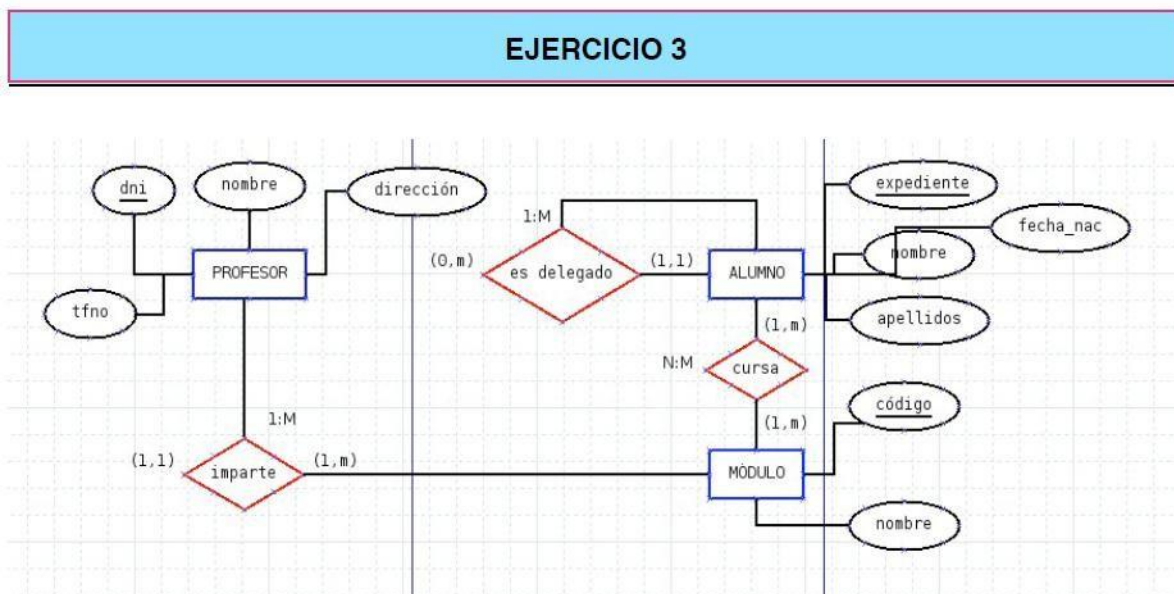 EJERCICIO 3
dni
nombre
dirección
tfno
PROFESOR
1:M
(0,m)
es delegado
(1,1)
ALUMNO
expediente
fecha_nac
nombre
apellidos
(1,m)
N:M
cursa
(1,m)
código
1:M
(1,1)
imparte
(1,m)
MÓDULO
nombre